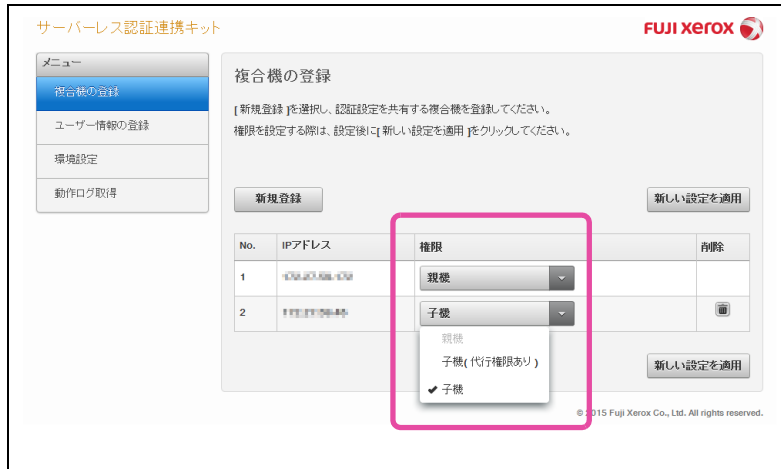 サーバーレス認証連携キット
FUJI XEROX
メニュー
複合機の登録
ユーザー情報の登録
環境設定
動作ログ取得
複合機の登録
[ 新規登録 ]を選択し、認証設定を共有する複合機を登録してください。
権限を設定する際は、設定後に[ 新しい設定を適用 ]をクリックしてください。
新規登録 新しい設定を適用
No. IPアドレス 権限 削除
1 親機
2 子機
親機
子機( 代行権限あり )
✔ 子機
新しい設定を適用
© 2015 Fuji Xerox Co., Ltd. All rights reserved.